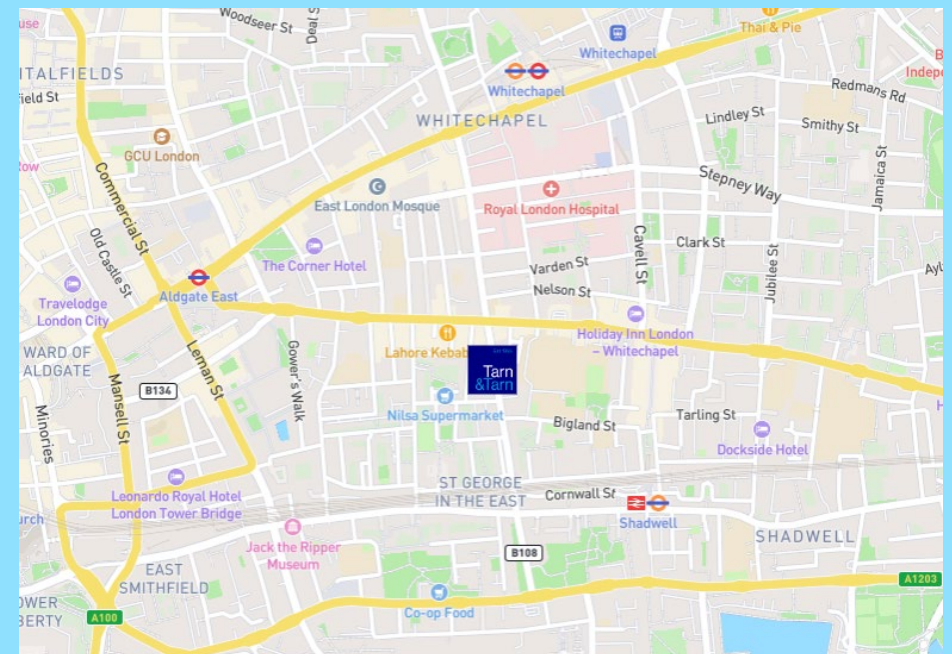 Woodseer St
Deal S
Thai & Pie
use
Whitechapel
ITALFIELDS
Whitechapel
B
Indepe
Redmans Rd
ield St
WHITECHAPEL
Lindley St
Smithy St
GCU London
row
Commercial St
East London Mosque
Royal London Hospital
Stepney Way
Jamaica St
Old Castle St
The Corner Hotel
Cavell St
Clark St
Varden St
Nelson St
Jubilee St
Ayl
Aldgate East
Travelodge
London City
Holiday Inn London
– Whitechapel
WARD OF
ALDGATE
Lahore Kebab
Tarn
&Tarn
Leman St
Gower's Walk
B134
Mansell St
Minories
Nilsa Supermarket
Bigland St
Tarling St
Dockside Hotel
H
Leonardo Royal Hotel
London Tower Bridge
ST GEORGE
IN THE EAST
Cornwall St
Shadwell
urch
Jack the Ripper
Museum
B108
SHADWELL
EAST
SMITHFIELD
A1203
OWER
BERTY
A100
Co-op Food